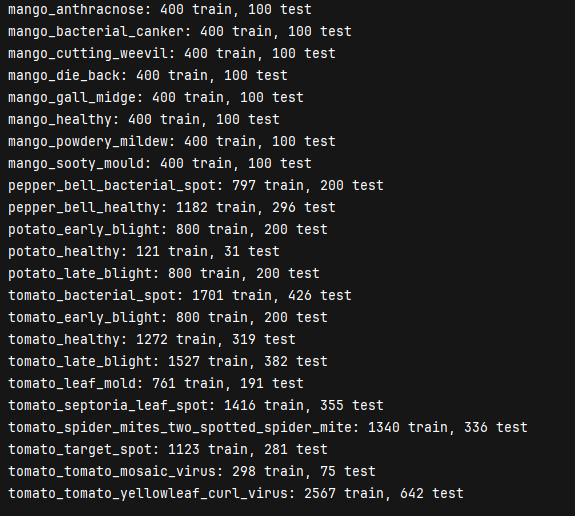 mango_anthracnose: 400 train, 100 test
mango_bacterial_canker: 400 train, 100 test
mango_cutting_weevil: 400 train, 100 test
mango_die_back: 400 train, 100 test
mango_gall_midge: 400 train, 100 test
mango_healthy: 400 train, 100 test
mango_powdery_mildew: 400 train, 100 test
mango_sooty_mould: 400 train, 100 test
pepper_bell_bacterial_spot: 797 train, 200 test
pepper_bell_healthy: 1182 train, 296 test
potato_early_blight: 800 train, 200 test
potato_healthy: 121 train, 31 test
potato_late_blight: 800 train, 200 test
tomato_bacterial_spot: 1701 train, 426 test
tomato_early_blight: 800 train, 200 test
tomato_healthy: 1272 train, 319 test
tomato_late_blight: 1527 train, 382 test
tomato_leaf_mold: 761 train, 191 test
tomato_septoria_leaf_spot: 1416 train, 355 test
tomato_spider_mites_two_spotted_spider_mite: 1340 train, 336 test
tomato_target_spot: 1123 train, 281 test
tomato_tomato_mosaic_virus: 298 train, 75 test
tomato_tomato_yellowleaf_curl_virus: 2567 train, 642 test